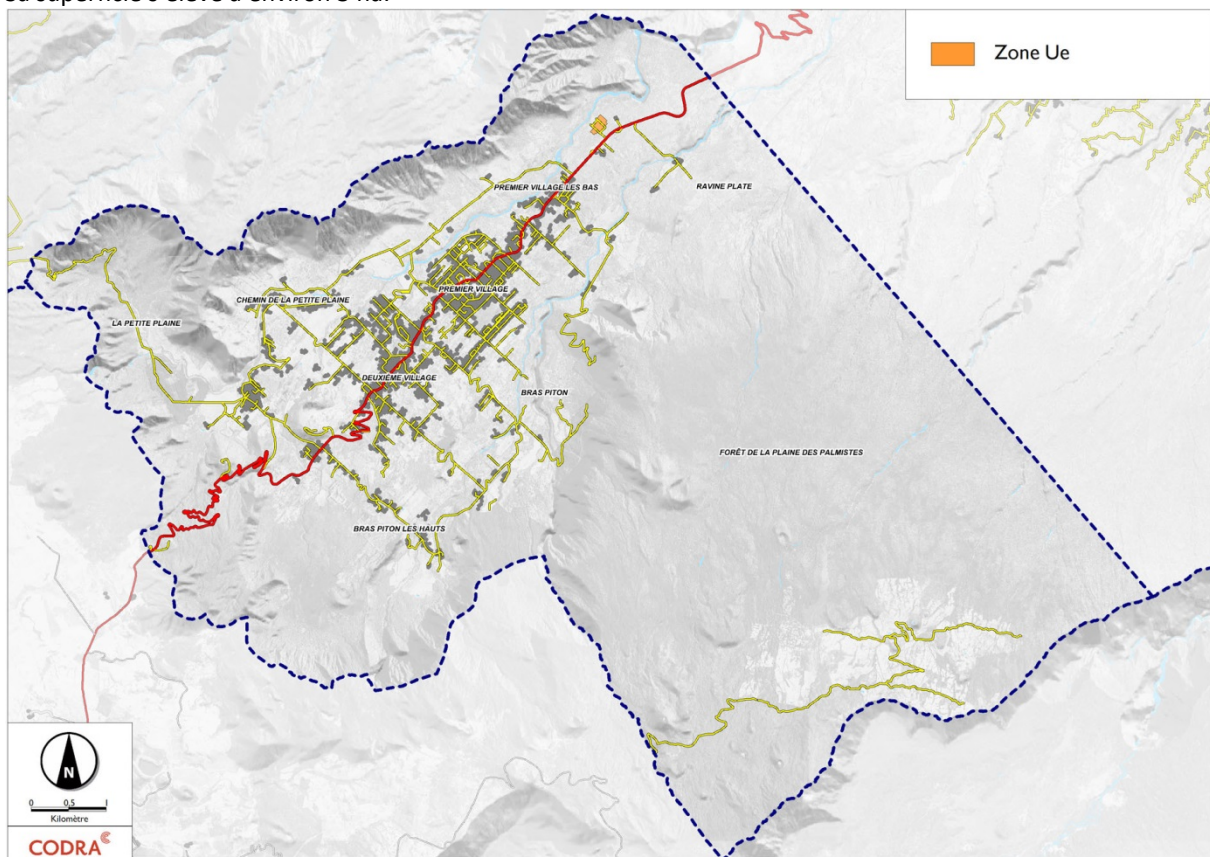 Zone Ue
PREMIER VILLAGE LES BAS
RAVINE PLATE
CHEMIN DE LA PETITE PLAINE
PREMIER VILLAGE
LA PETITE PLAINE
DEUXIÈME VILLAGE
BRAS PITON
FORÊT DE LA PLAINE DES PALMISTES
BRAS PITON LES HAUTS
N
0 0,5 1
Kilomètre
CODRA